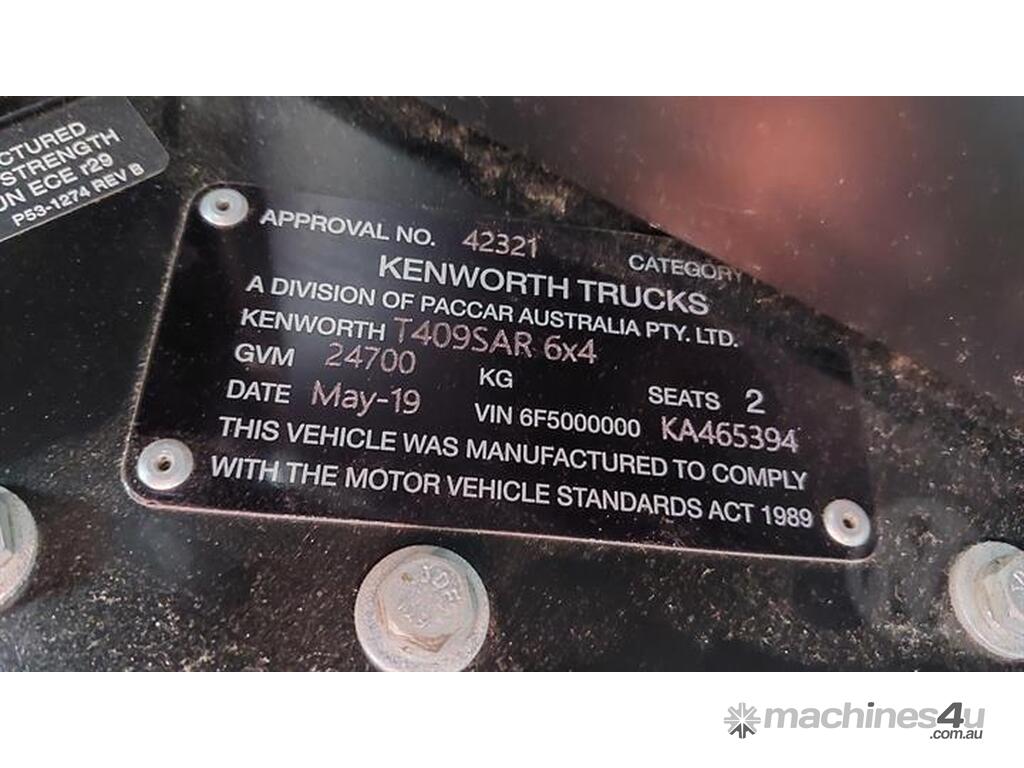 CTURED
STRENGTH
UN ECE r29
P53-1274 REV B
APPROVAL NO. 42321 CATEGORY
KENWORTH TRUCKS
A DIVISION OF PACCAR AUSTRALIA PTY. LTD.
KENWORTH T409SAR 6x4
GVM 24700 KG SEATS 2
DATE May-19 VIN 6F5000000 KA465394
THIS VEHICLE WAS MANUFACTURED TO COMPLY
WITH THE MOTOR VEHICLE STANDARDS ACT 1989
machines4u
.com.au